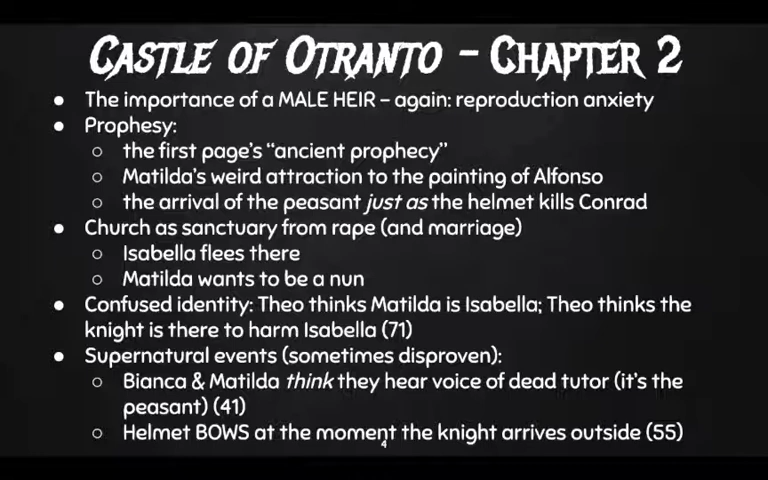 CASTLE OF OTRANTO – CHAPTER 2
● The importance of a MALE HEIR – again: reproduction anxiety
● Prophesy:
○ the first page's “ancient prophecy”
○ Matilda's weird attraction to the painting of Alfonso
○ the arrival of the peasant just as the helmet kills Conrad
● Church as sanctuary from rape (and marriage)
○ Isabella flees there
○ Matilda wants to be a nun
● Confused identity: Theo thinks Matilda is Isabella; Theo thinks the
knight is there to harm Isabella (71)
● Supernatural events (sometimes disproven):
○ Bianca & Matilda think they hear voice of dead tutor (it's the
peasant) (41)
○ Helmet BOWS at the moment the knight arrives outside (55)
4